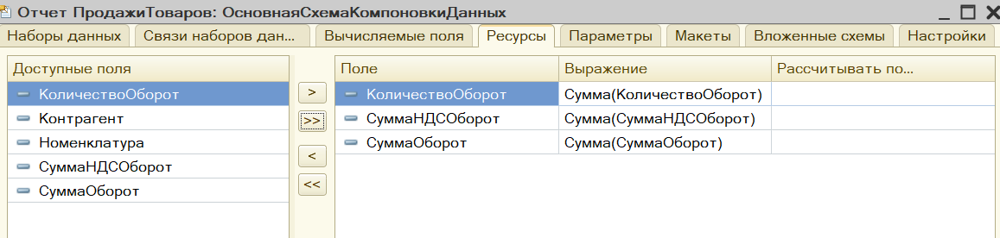 Отчет ПродажиТоваров: ОсновнаяСхемаКомпоновкиДанных
Наборы данных Связи наборов дан... Вычисляемые поля Ресурсы Параметры Макеты Вложенные схемы Настройки
Доступные поля Поле Выражение Рассчитывать по...
КоличествоОборот > КоличествоОборот Сумма(КоличествоОборот)
Контрагент >> СуммаНДСОборот Сумма(СуммаНДСОборот)
Номенклатура СуммаОборот Сумма(СуммаОборот)
СуммаНДСОборот <
СуммаОборот <<